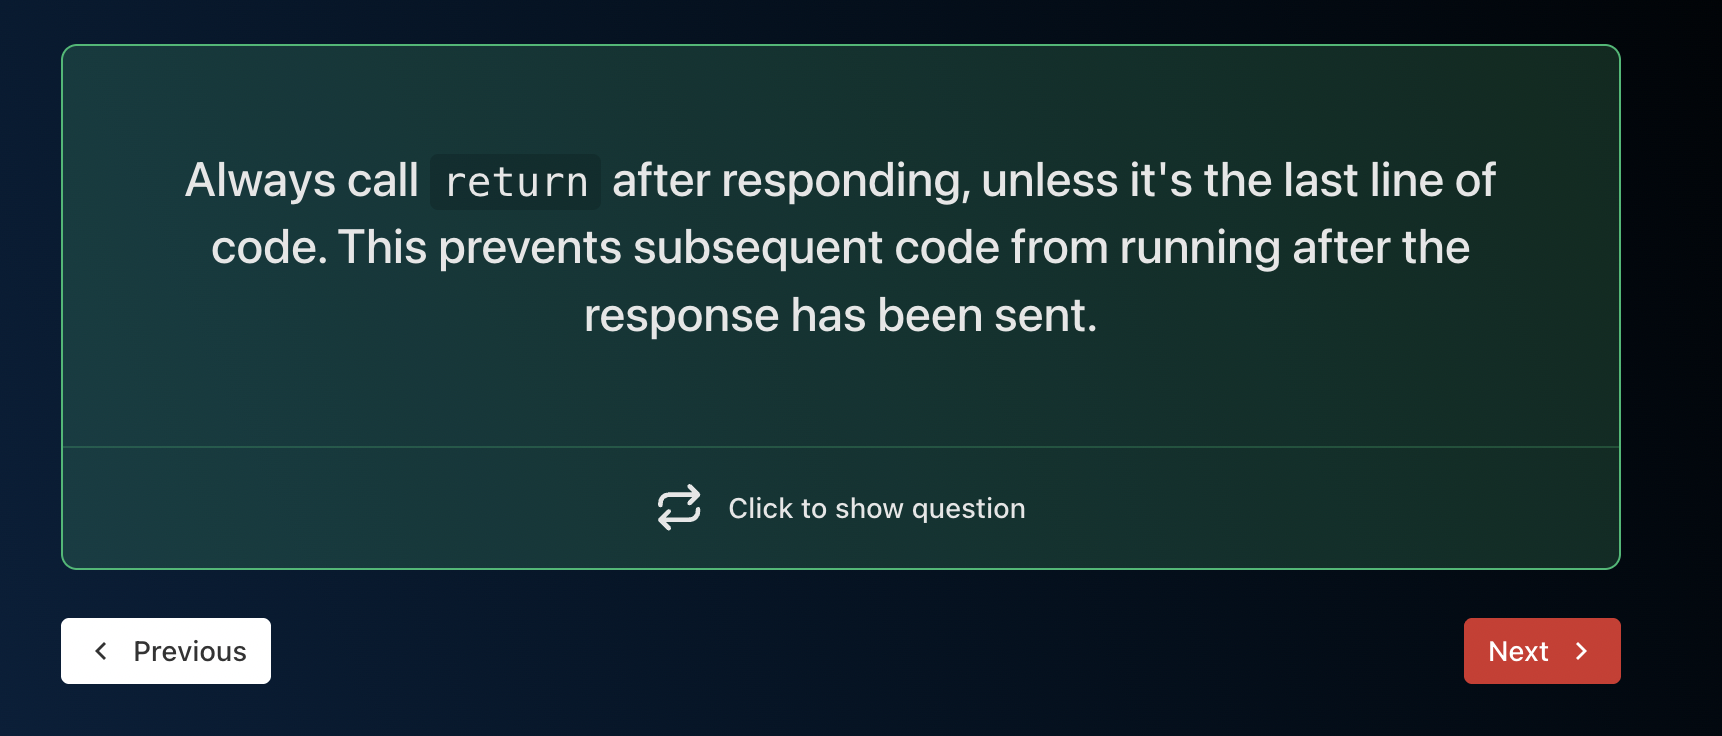 Always call return after responding, unless it's the last line of
code. This prevents subsequent code from running after the
response has been sent.
Click to show question
Previous
Next